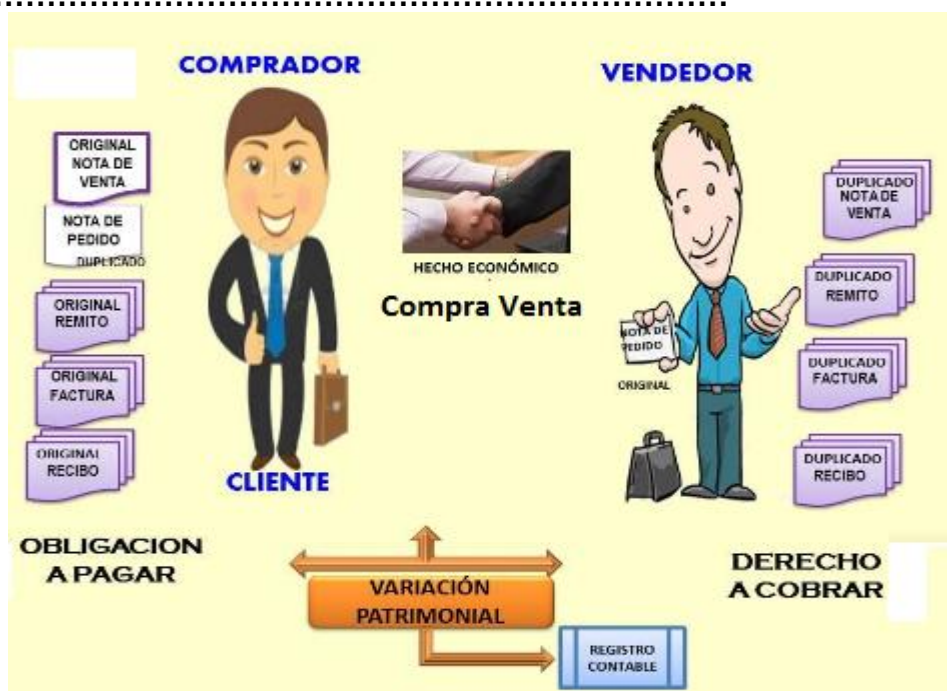 COMPRADOR
VENDEDOR
ORIGINAL
NOTA DE
VENTA
NOTA DE
PEDIDO
DUPLICADO
ORIGINAL
REMITO
ORIGINAL
FACTURA
ORIGINAL
RECIBO
CLIENTE
HECHO ECONÓMICO
Compra Venta
NOTA DE
PEDIDO
ORIGINAL
DUPLICADO
NOTA DE
VENTA
DUPLICADO
REMITO
DUPLICADO
FACTURA
DUPLICADO
RECIBO
OBLIGACION
A PAGAR
DERECHO
A COBRAR
VARIACIÓN
PATRIMONIAL
REGISTRO
CONTABLE